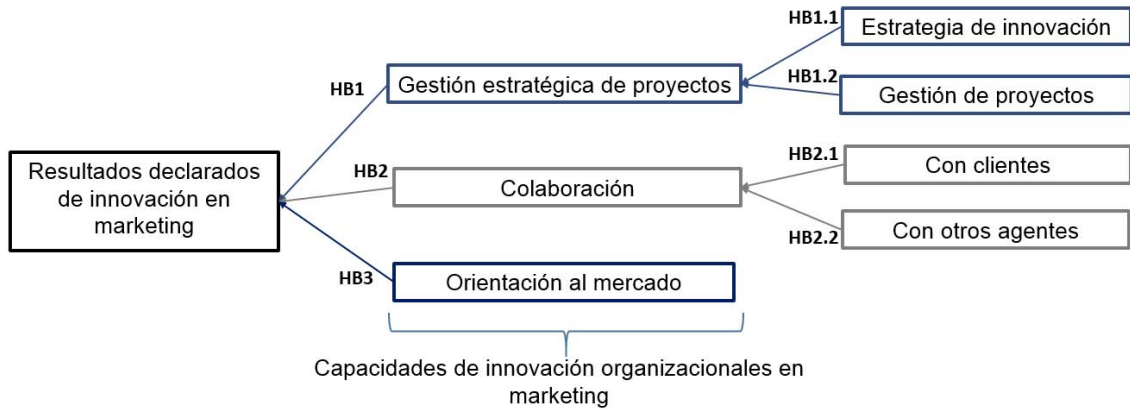 HB1.1
Estrategia de innovación
HB1
Gestión estratégica de proyectos
HB1.2
Gestión de proyectos
Resultados declarados
de innovación en
marketing
HB2
Colaboración
HB2.1
Con clientes
HB2.2
Con otros agentes
HB3
Orientación al mercado
Capacidades de innovación organizacionales en
marketing